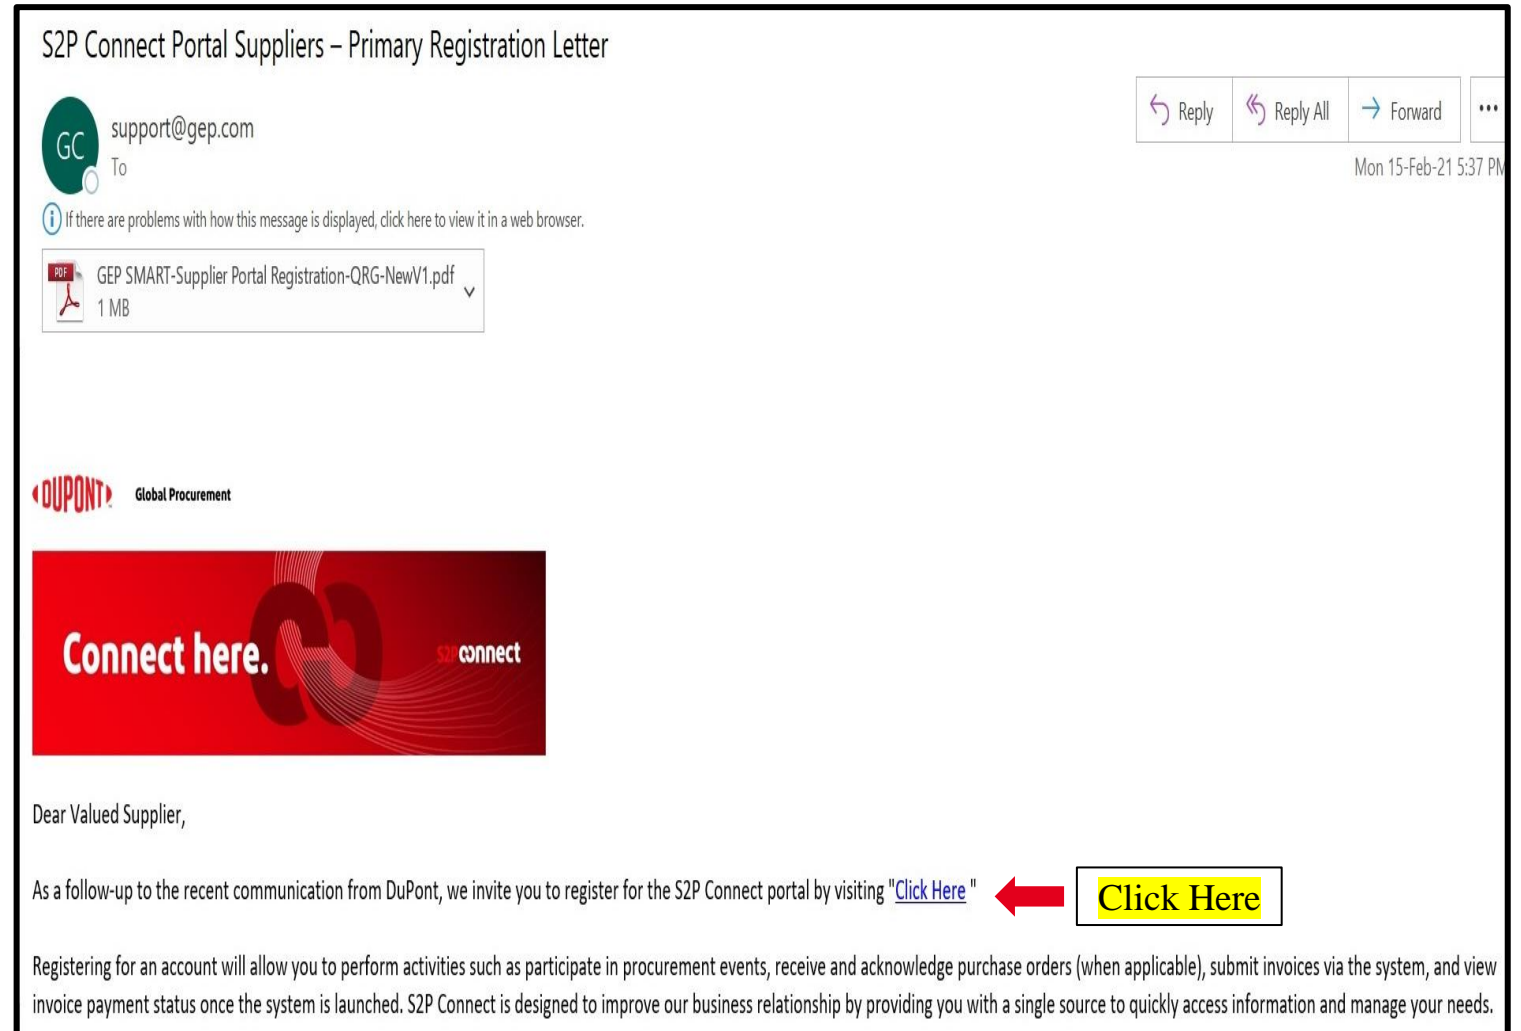 S2P Connect Portal Suppliers – Primary Registration Letter
GC
support@gep.com
To
Reply
Reply All
Forward
Mon 15-Feb-21 5:37 PM
If there are problems with how this message is displayed, click here to view it in a web browser.
PDF
GEP SMART-Supplier Portal Registration-QRG-NewV1.pdf
1 MB
DUPONT
Global Procurement
Connect here.
S2P connect
Dear Valued Supplier,
As a follow-up to the recent communication from DuPont, we invite you to register for the S2P Connect portal by visiting "Click Here "
Click Here
Registering for an account will allow you to perform activities such as participate in procurement events, receive and acknowledge purchase orders (when applicable), submit invoices via the system, and view
invoice payment status once the system is launched. S2P Connect is designed to improve our business relationship by providing you with a single source to quickly access information and manage your needs.